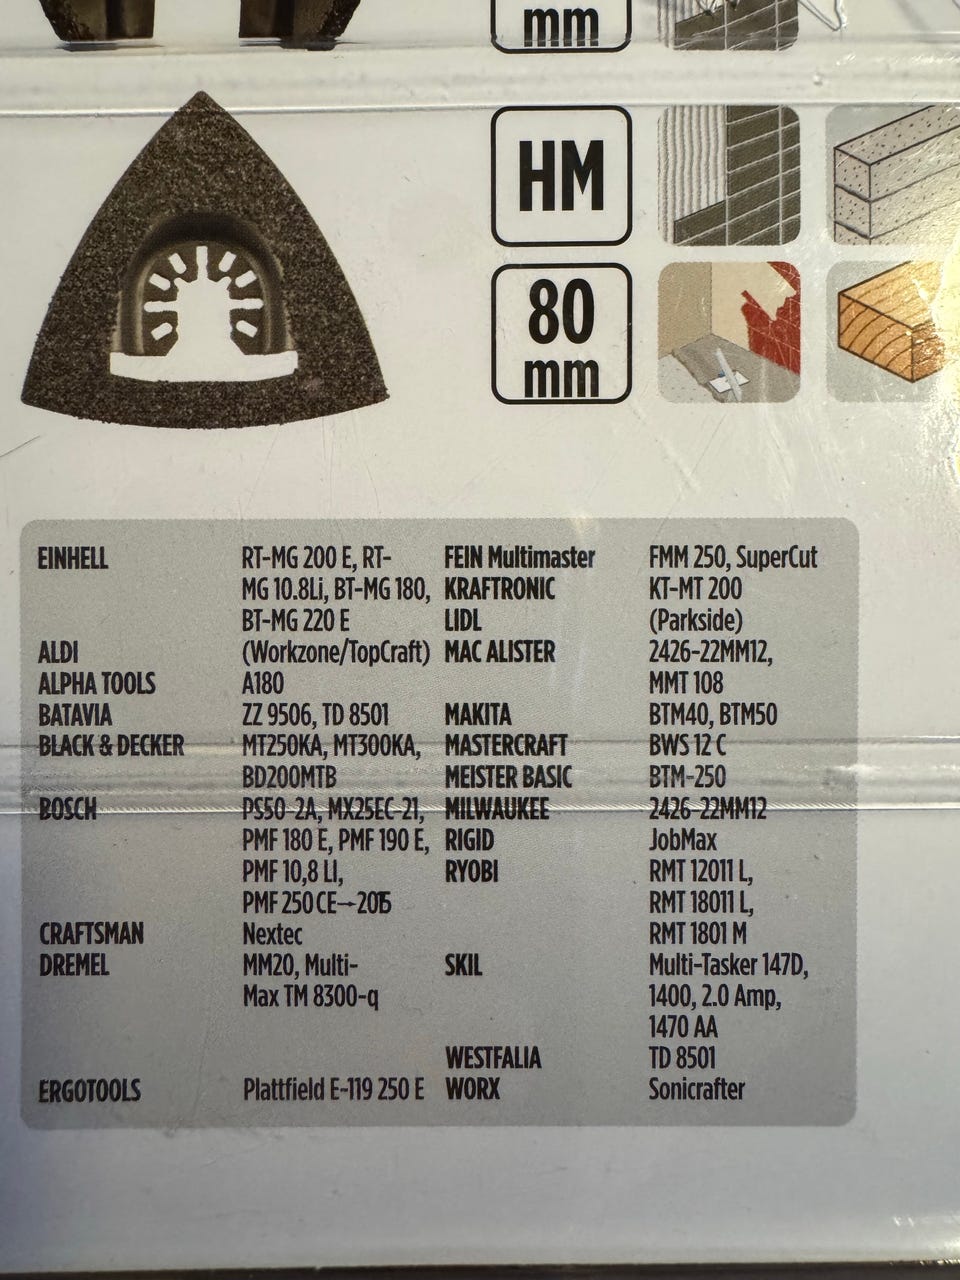 mm
HM
80
mm
EINHELL RT-MG 200 E, RT-
MG 10.8Li, BT-MG 180,
BT-MG 220 E
ALDI (Workzone/TopCraft)
ALPHA TOOLS A180
BATAVIA ZZ 9506, TD 8501
BLACK & DECKER MT250KA, MT300KA,
BD200MTB
BOSCH PS50-2A, MX25EC-21,
PMF 180 E, PMF 190 E,
PMF 10,8 LI,
PMF 250 CE→2015
CRAFTSMAN Nextec
DREMEL MM20, Multi-
Max TM 8300-q
ERGOTOOLS Plattfield E-119 250 E
FEIN Multimaster FMM 250, SuperCut
KRAFTRONIC KT-MT 200
LIDL (Parkside)
MAC ALISTER 2426-22MM12,
MMT 108
MAKITA BTM40, BTM50
MASTERCRAFT BWS 12 C
MEISTER BASIC BTM-250
MILWAUKEE 2426-22MM12
RIGID JobMax
RYOBI RMT 12011 L,
RMT 18011 L,
RMT 1801 M
SKIL Multi-Tasker 147D,
1400, 2.0 Amp,
1470 AA
WESTFALIA TD 8501
WORX Sonicrafter